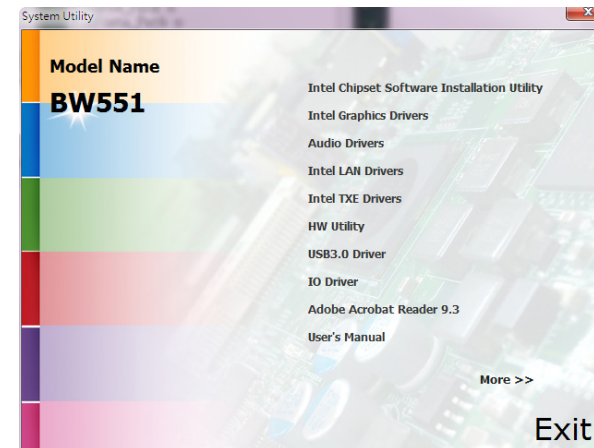 System Utility
Model Name
BW551
Intel Chipset Software Installation Utility
Intel Graphics Drivers
Audio Drivers
Intel LAN Drivers
Intel TXE Drivers
HW Utility
USB3.0 Driver
IO Driver
Adobe Acrobat Reader 9.3
User's Manual
More >>
Exit